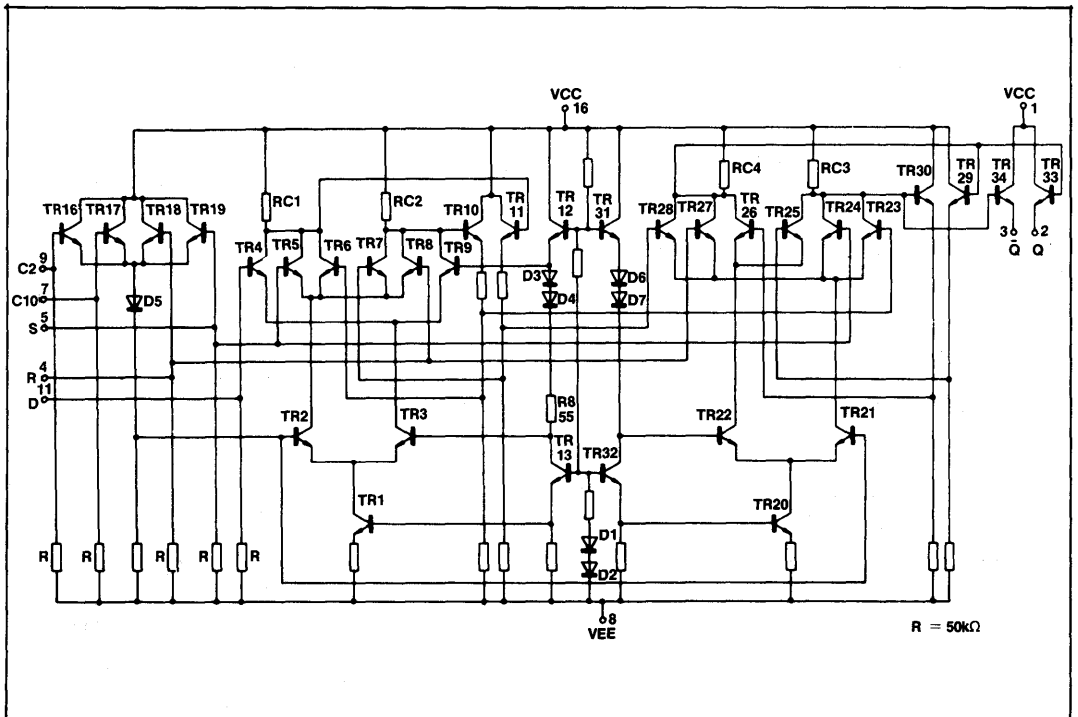 VCC
16
VCC
1
RC1
RC2
RC4
RC3
TR16
TR17
TR18
TR19
TR4
TR5
TR6
TR7
TR8
TR9
TR10
TR
11
TR
12
TR
31
TR28
TR27
TR
26
TR25
TR24
TR23
TR30
TR
29
TR
34
TR
33
C2
9
C10
7
S
5
R
4
D
11
D5
D3
D4
D6
D7
3
2
Q̄
Q
R8
55
TR2
TR3
TR
13
TR32
TR22
TR21
TR1
TR20
D1
D2
R
R
R
R
R
8
VEE
R = 50kΩ